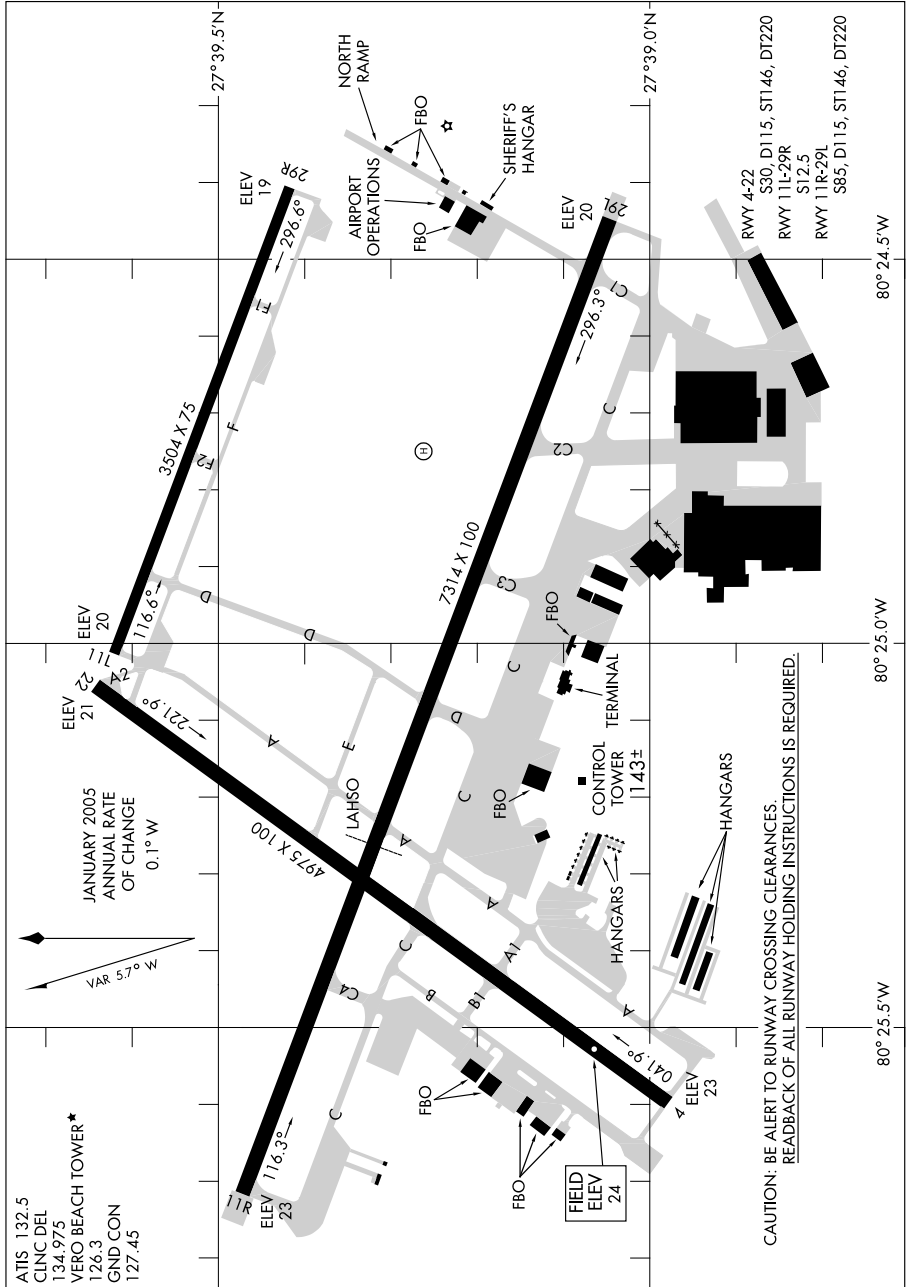 ATIS 132.5
CLNC DEL
134.975
VERO BEACH TOWER★
126.3
GND CON
127.45
VAR 5.7° W
JANUARY 2005
ANNUAL RATE
OF CHANGE
0.1° W
27°39.5'N
27°39.0'N
80°24.5'W
80°25.0'W
80°25.5'W
ELEV
21
22
A2
221.9°
ELEV
20
11L
116.6°
3504 X 75
ELEV
19
29R
296.6°
F1
F
F2
D
D
D
A
E
LAHSO
4975 X 100
7314 X 100
H
NORTH
RAMP
FBO
AIRPORT
OPERATIONS
FBO
SHERIFF'S
HANGAR
ELEV
20
29L
296.3°
C1
C
C2
C3
C
C
A
A
A1
A
C
C4
B
B1
C
11R
ELEV
23
116.3°
FBO
FBO
FIELD
ELEV
24
041.9°
4
ELEV
23
FBO
TERMINAL
FBO
CONTROL
TOWER
143±
HANGARS
HANGARS
RWY 4-22
S30, D115, ST146, DT220
RWY 11L-29R
S12.5
RWY 11R-29L
S85, D115, ST146, DT220
CAUTION: BE ALERT TO RUNWAY CROSSING CLEARANCES.
READBACK OF ALL RUNWAY HOLDING INSTRUCTIONS IS REQUIRED.